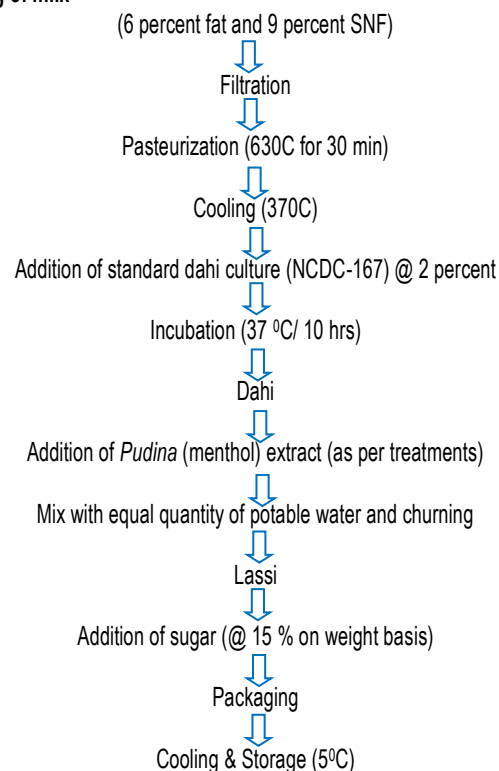 (6 percent fat and 9 percent SNF)
Filtration
Pasteurization (630C for 30 min)
Cooling (370C)
Addition of standard dahi culture (NCDC-167) @ 2 percent
Incubation (37 ⁰C/ 10 hrs)
Dahi
Addition of Pudina (menthol) extract (as per treatments)
Mix with equal quantity of potable water and churning
Lassi
Addition of sugar (@ 15 % on weight basis)
Packaging
Cooling & Storage (5⁰C)